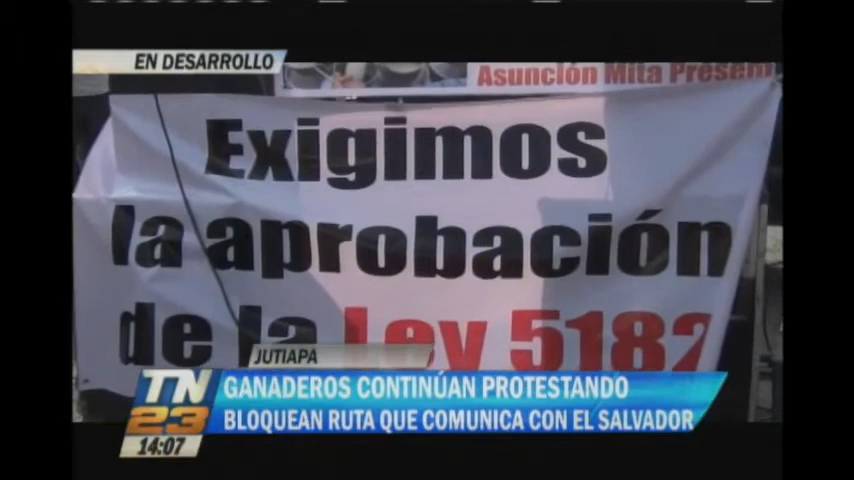 EN DESARROLLO
Asunción Mita Presen
Exigimos
la aprobación
de la Ley 5182
JUTIAPA
TN
23
14:07
GANADEROS CONTINÚAN PROTESTANDO
BLOQUEAN RUTA QUE COMUNICA CON EL SALVADOR